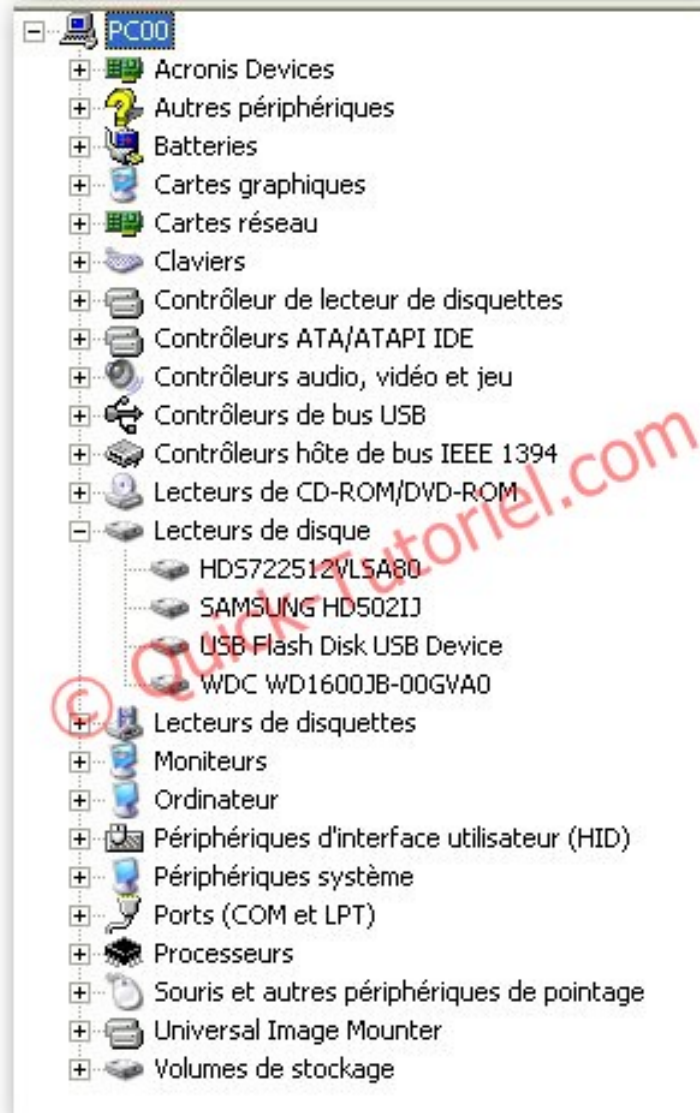 PC00
Acronis Devices
Autres périphériques
Batteries
Cartes graphiques
Cartes réseau
Claviers
Contrôleur de lecteur de disquettes
Contrôleurs ATA/ATAPI IDE
Contrôleurs audio, vidéo et jeu
Contrôleurs de bus USB
Contrôleurs hôte de bus IEEE 1394
Lecteurs de CD-ROM/DVD-ROM
Lecteurs de disque
HDS722512VLSA80
SAMSUNG HD502IJ
USB Flash Disk USB Device
WDC WD1600JB-00GVA0
Lecteurs de disquettes
Moniteurs
Ordinateur
Périphériques d'interface utilisateur (HID)
Périphériques système
Ports (COM et LPT)
Processeurs
Souris et autres périphériques de pointage
Universal Image Mounter
Volumes de stockage
© Quick-Tutoriel.com